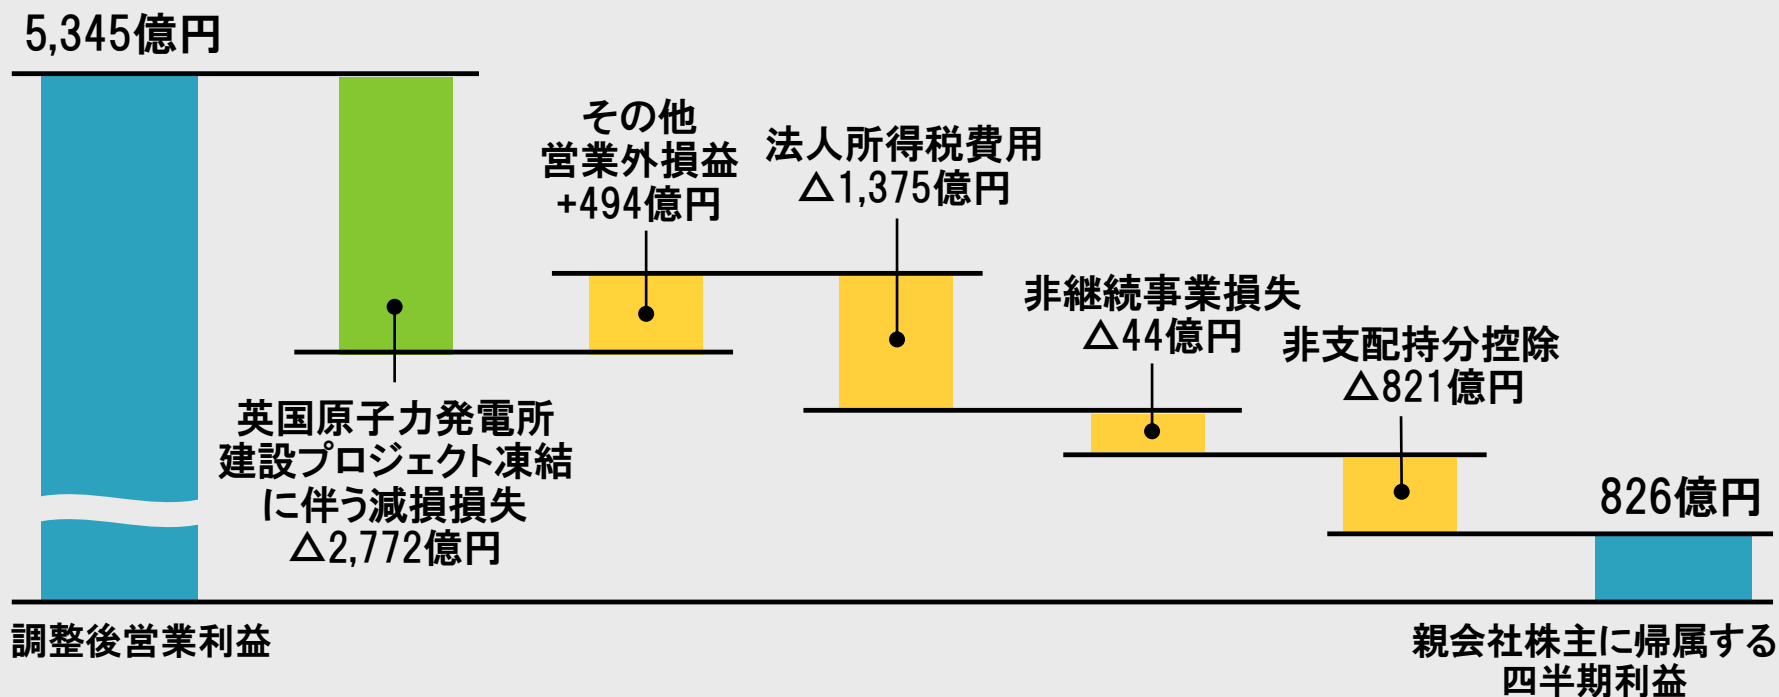 5,345億円
その他
営業外損益
+494億円
法人所得税費用
△1,375億円
非継続事業損失
△44億円
非支配持分控除
△821億円
英国原子力発電所
建設プロジェクト凍結
に伴う減損損失
△2,772億円
826億円
調整後営業利益
親会社株主に帰属する
四半期利益